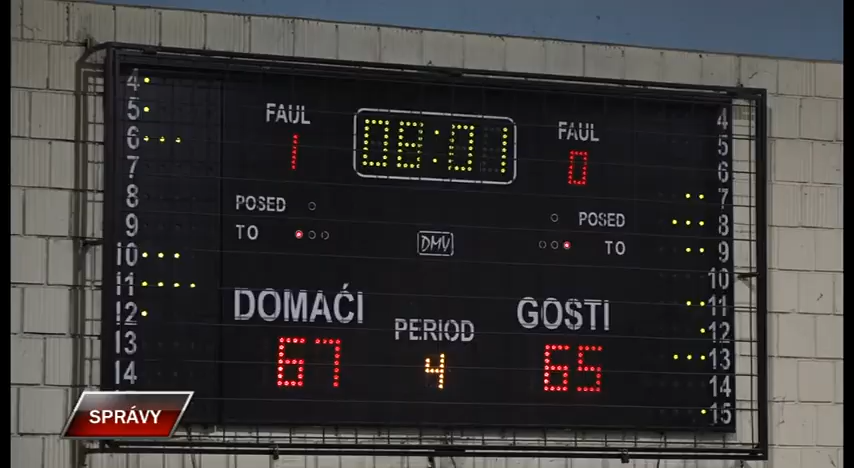 4
5
6
7
8
9
10
11
12
13
14
FAUL
1
08:01
FAUL
0
POSED
TO
DMV
POSED
TO
DOMAĆI
67
PERIOD
4
GOSTI
65
4
5
6
7
8
9
10
11
12
13
14
15
SPRÁVY